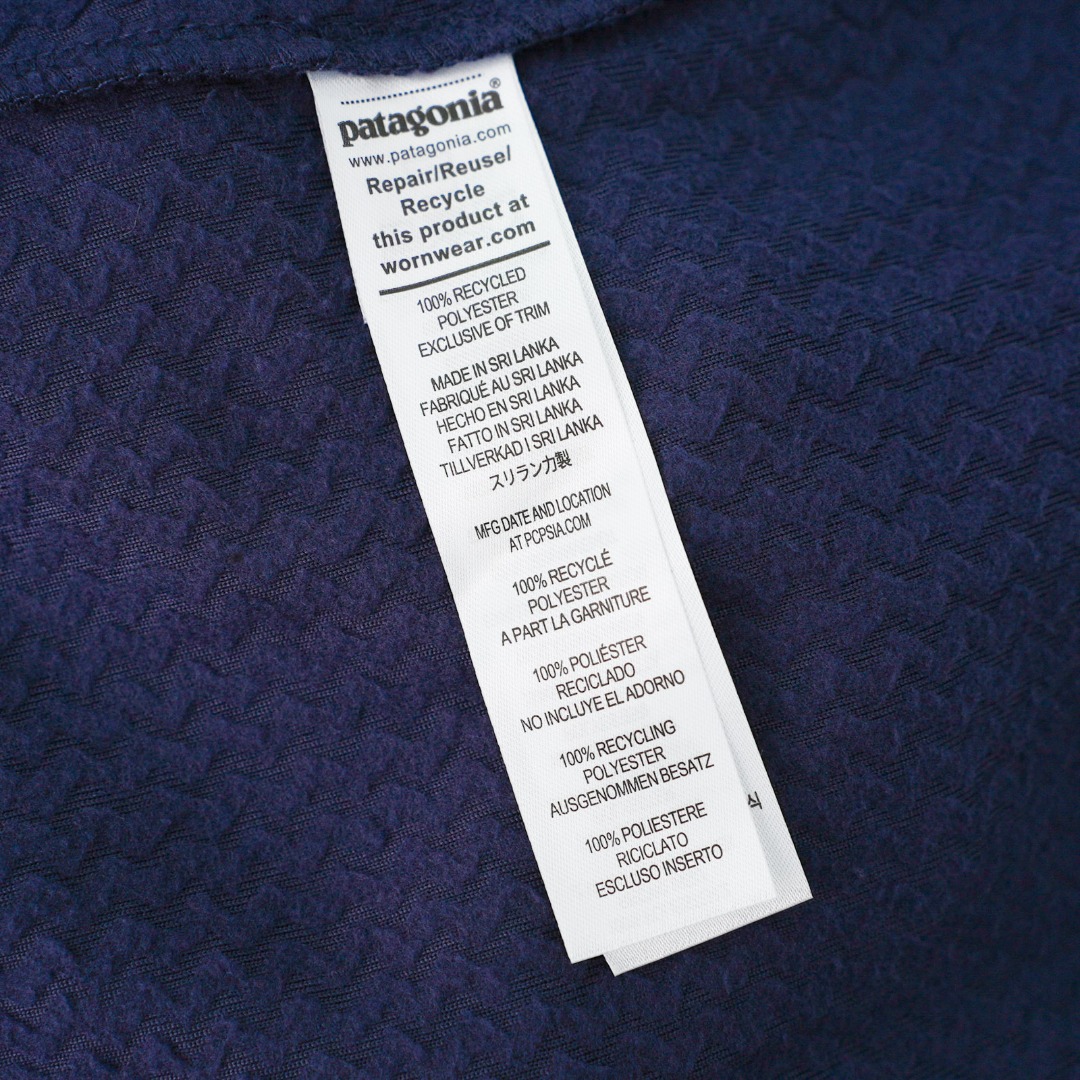 patagonia®
www.patagonia.com
Repair/Reuse/
Recycle
this product at
wornwear.com
100% RECYCLED
POLYESTER
EXCLUSIVE OF TRIM
MADE IN SRI LANKA
FABRIQUÉ AU SRI LANKA
HECHO EN SRI LANKA
FATTO IN SRI LANKA
TILLVERKAD I SRI LANKA
スリランカ製
MFG DATE AND LOCATION
AT PCPSIA.COM
100% RECYCLÉ
POLYESTER
A PART LA GARNITURE
100% POLIÉSTER
RECICLADO
NO INCLUYE EL ADORNO
100% RECYCLING
POLYESTER
AUSGENOMMEN BESATZ
100% POLIESTERE
RICICLATO
ESCLUSO INSERTO
식